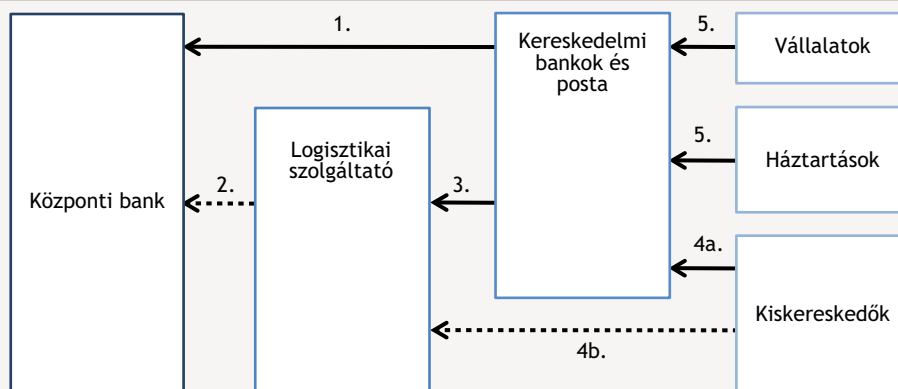 1.
Kereskedelmi
bankok és
posta
5.
Vállalatok
Logisztikai
szolgáltató
5.
Háztartások
Központi bank
2.
3.
4a.
Kiskereskedők
4b.